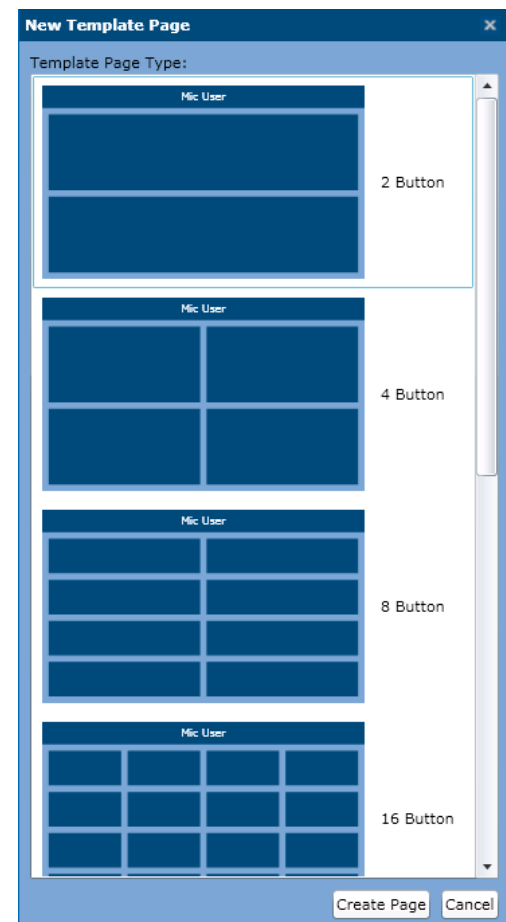 New Template Page
Template Page Type:
Mic User
2 Button
Mic User
4 Button
Mic User
8 Button
Mic User
16 Button
Create Page Cancel